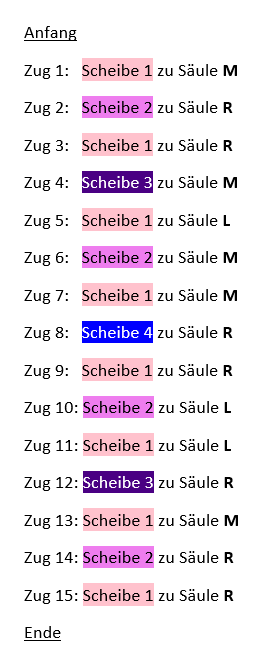 Anfang
Zug 1: Scheibe 1 zu Säule M
Zug 2: Scheibe 2 zu Säule R
Zug 3: Scheibe 1 zu Säule R
Zug 4: Scheibe 3 zu Säule M
Zug 5: Scheibe 1 zu Säule L
Zug 6: Scheibe 2 zu Säule M
Zug 7: Scheibe 1 zu Säule M
Zug 8: Scheibe 4 zu Säule R
Zug 9: Scheibe 1 zu Säule R
Zug 10: Scheibe 2 zu Säule L
Zug 11: Scheibe 1 zu Säule L
Zug 12: Scheibe 3 zu Säule R
Zug 13: Scheibe 1 zu Säule M
Zug 14: Scheibe 2 zu Säule R
Zug 15: Scheibe 1 zu Säule R
Ende